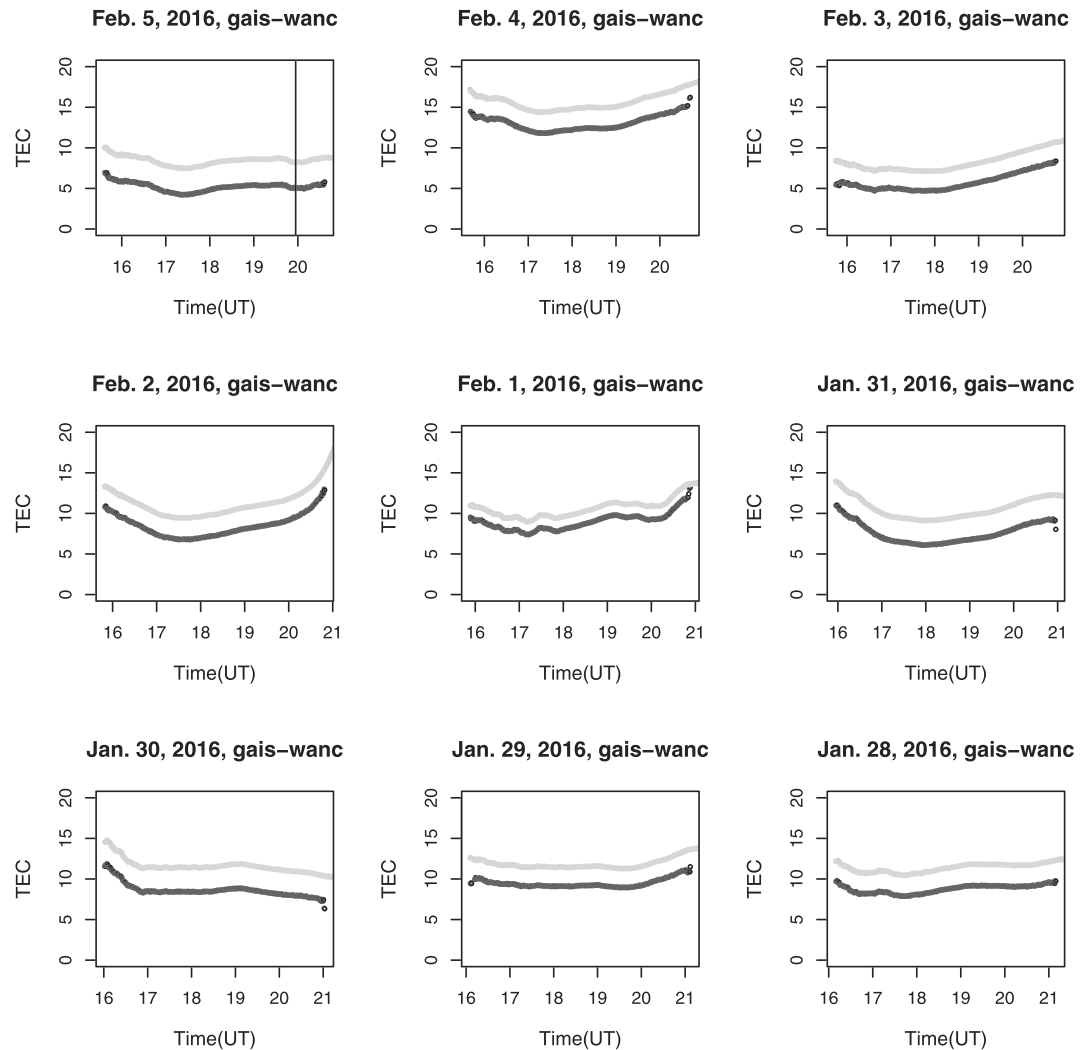 Feb. 5, 2016, gais−wanc
TEC
0 5 10 15 20
16 17 18 19 20
Time(UT)
Feb. 4, 2016, gais−wanc
TEC
0 5 10 15 20
16 17 18 19 20
Time(UT)
Feb. 3, 2016, gais−wanc
TEC
0 5 10 15 20
16 17 18 19 20
Time(UT)
Feb. 2, 2016, gais−wanc
TEC
0 5 10 15 20
16 17 18 19 20 21
Time(UT)
Feb. 1, 2016, gais−wanc
TEC
0 5 10 15 20
16 17 18 19 20 21
Time(UT)
Jan. 31, 2016, gais−wanc
TEC
0 5 10 15 20
16 17 18 19 20 21
Time(UT)
Jan. 30, 2016, gais−wanc
TEC
0 5 10 15 20
16 17 18 19 20 21
Time(UT)
Jan. 29, 2016, gais−wanc
TEC
0 5 10 15 20
16 17 18 19 20 21
Time(UT)
Jan. 28, 2016, gais−wanc
TEC
0 5 10 15 20
16 17 18 19 20 21
Time(UT)